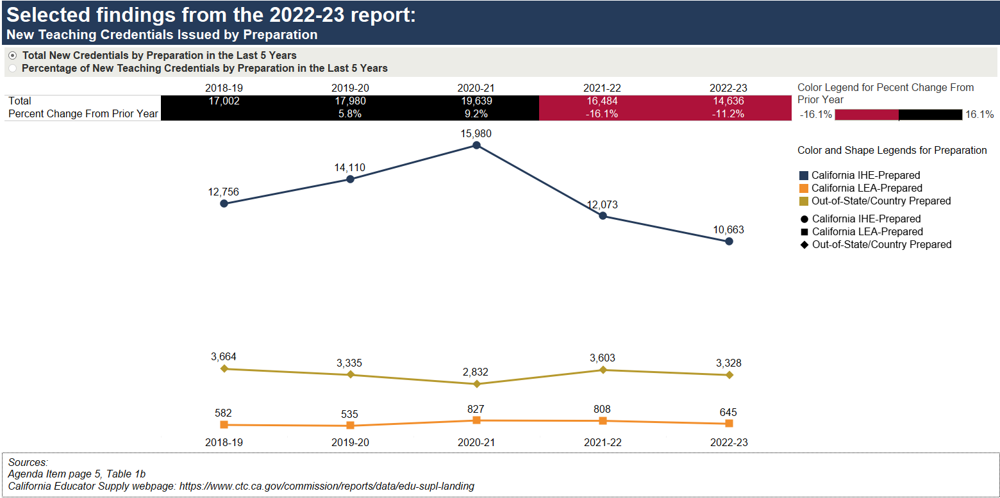 Selected findings from the 2022-23 report:
New Teaching Credentials Issued by Preparation
Total New Credentials by Preparation in the Last 5 Years
Percentage of New Teaching Credentials by Preparation in the Last 5 Years
2018-19 2019-20 2020-21 2021-22 2022-23
Total 17,002 17,980 19,639 16,484 14,636
Percent Change From Prior Year 5.8% 9.2% -16.1% -11.2%
Color Legend for Pecent Change From
Prior Year
-16.1% 16.1%
Color and Shape Legends for Preparation
California IHE-Prepared
California LEA-Prepared
Out-of-State/Country Prepared
California IHE-Prepared
California LEA-Prepared
Out-of-State/Country Prepared
12,756 14,110 15,980 12,073 10,663
3,664 3,335 2,832 3,603 3,328
582 535 827 808 645
2018-19 2019-20 2020-21 2021-22 2022-23
Sources:
Agenda Item page 5, Table 1b
California Educator Supply webpage: https://www.ctc.ca.gov/commission/reports/data/edu-supl-landing